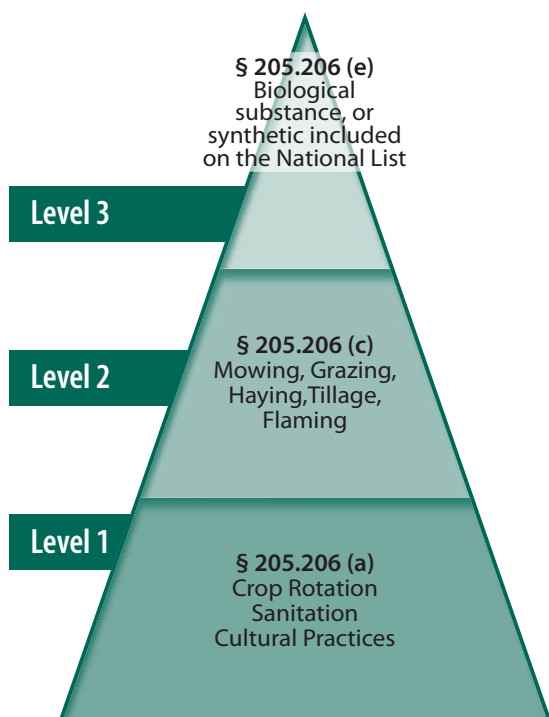 § 205.206 (e)
Biological
substance, or
synthetic included
on the National List
Level 3
§ 205.206 (c)
Mowing, Grazing,
Haying,Tillage,
Flaming
Level 2
§ 205.206 (a)
Crop Rotation
Sanitation
Cultural Practices
Level 1